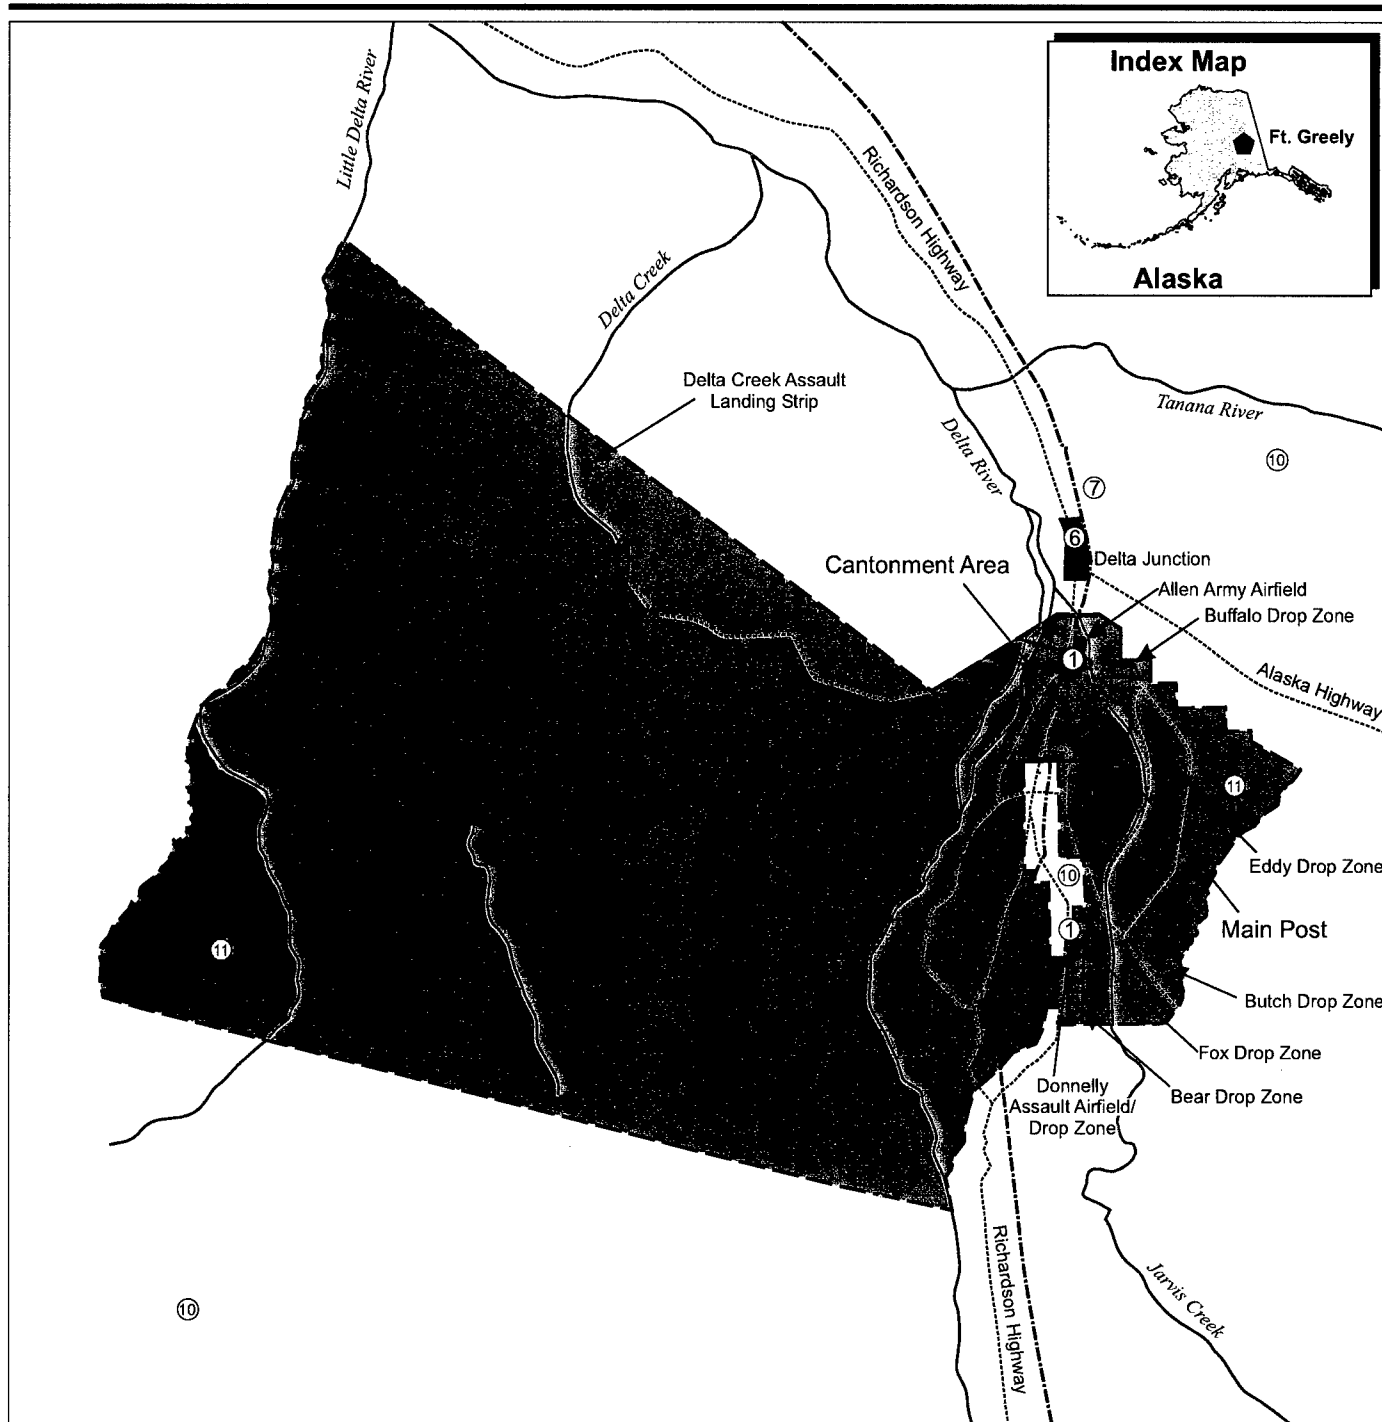 Index Map
Ft. Greely
Alaska
Little Delta River
Richardson Highway
Delta Creek
Delta Creek Assault
Landing Strip
Tanana River
Delta River
10
7
6
Cantonment Area
Delta Junction
Allen Army Airfield
Buffalo Drop Zone
1
Alaska Highway
11
Eddy Drop Zone
10
Main Post
1
11
Butch Drop Zone
Fox Drop Zone
Donnelly
Assault Airfield/
Drop Zone
Bear Drop Zone
Richardson Highway
Jarvis Creek
10